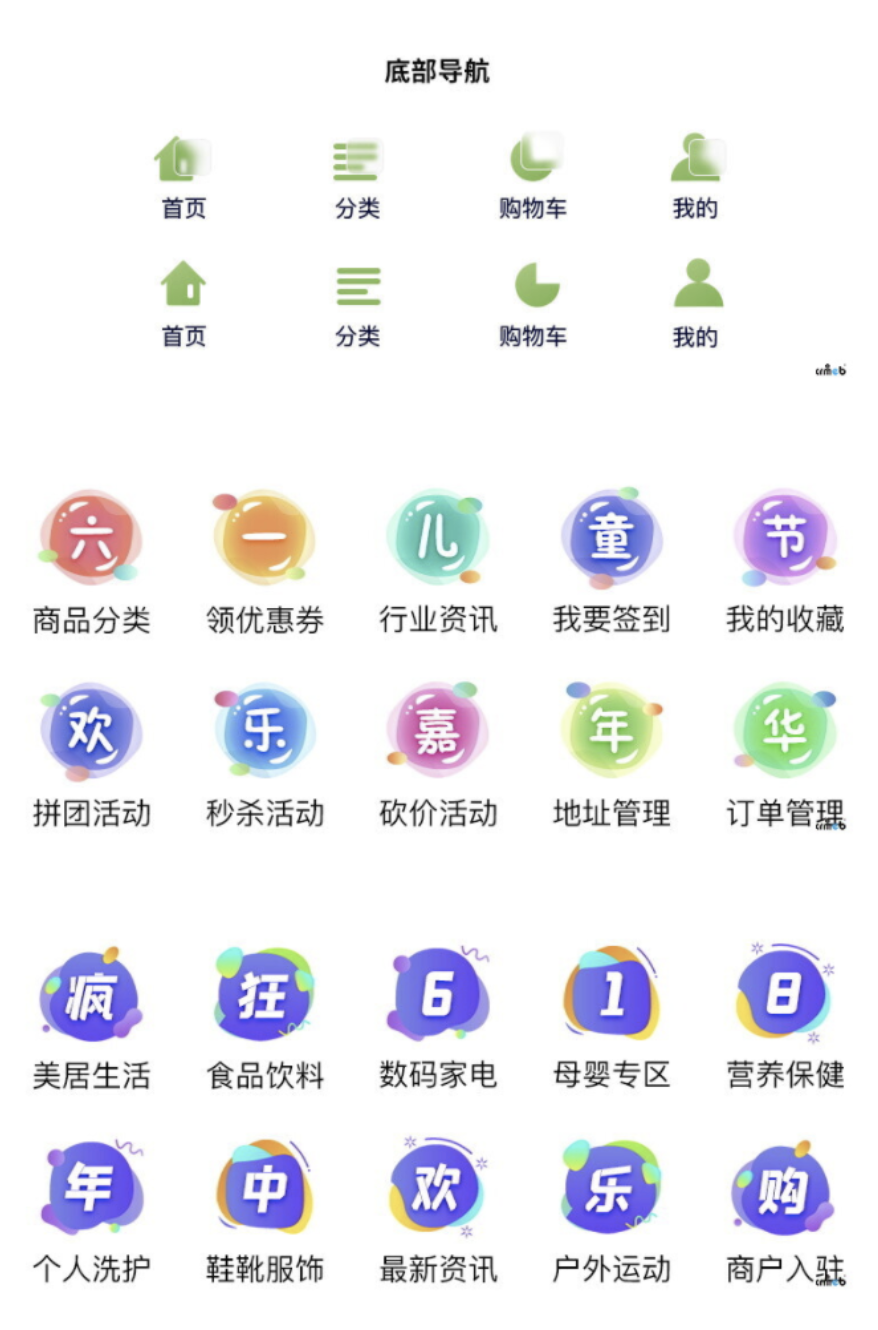 底部导航
首页 分类 购物车 我的
首页 分类 购物车 我的
crmeb
六 一 儿 童 节
商品分类 领优惠券 行业资讯 我要签到 我的收藏
欢 乐 嘉 年 华
拼团活动 秒杀活动 砍价活动 地址管理 订单管理
crmeb
疯 狂 6 1 8
美居生活 食品饮料 数码家电 母婴专区 营养保健
年 中 欢 乐 购
个人洗护 鞋靴服饰 最新资讯 户外运动 商户入驻
crmeb